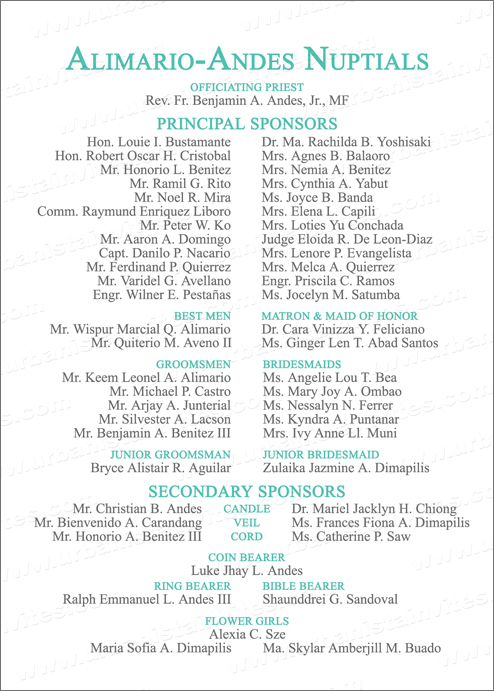 ALIMARIO-ANDES NUPTIALS
OFFICIATING PRIEST
Rev. Fr. Benjamin A. Andes, Jr., MF
PRINCIPAL SPONSORS
Hon. Louie I. Bustamante Dr. Ma. Rachilda B. Yoshisaki
Hon. Robert Oscar H. Cristobal Mrs. Agnes B. Balaoro
Mr. Honorio L. Benitez Mrs. Nemia A. Benitez
Mr. Ramil G. Rito Mrs. Cynthia A. Yabut
Mr. Noel R. Mira Ms. Joyce B. Banda
Comm. Raymund Enriquez Liboro Mrs. Elena L. Capili
Mr. Peter W. Ko Mrs. Loties Yu Conchada
Mr. Aaron A. Domingo Judge Eloida R. De Leon-Diaz
Capt. Danilo P. Nacario Mrs. Lenore P. Evangelista
Mr. Ferdinand P. Quierrez Mrs. Melca A. Quierrez
Mr. Varidel G. Avellano Engr. Priscila C. Ramos
Engr. Wilner E. Pestañas Ms. Jocelyn M. Satumba
BEST MEN MATRON & MAID OF HONOR
Mr. Wispur Marcial Q. Alimario Dr. Cara Vinizza Y. Feliciano
Mr. Quiterio M. Aveno II Ms. Ginger Len T. Abad Santos
GROOMSMEN BRIDESMAIDS
Mr. Keem Leonel A. Alimario Ms. Angelie Lou T. Bea
Mr. Michael P. Castro Ms. Mary Joy A. Ombao
Mr. Arjay A. Junterial Ms. Nessalyn N. Ferrer
Mr. Silvester A. Lacson Ms. Kyndra A. Puntanar
Mr. Benjamin A. Benitez III Mrs. Ivy Anne Ll. Muni
JUNIOR GROOMSMAN JUNIOR BRIDESMAID
Bryce Alistair R. Aguilar Zulaika Jazmine A. Dimapilis
SECONDARY SPONSORS
Mr. Christian B. Andes CANDLE Dr. Mariel Jacklyn H. Chiong
Mr. Bienvenido A. Carandang VEIL Ms. Frances Fiona A. Dimapilis
Mr. Honorio A. Benitez III CORD Ms. Catherine P. Saw
COIN BEARER
Luke Jhay L. Andes
RING BEARER BIBLE BEARER
Ralph Emmanuel L. Andes III Shaunddrei G. Sandoval
FLOWER GIRLS
Alexia C. Sze
Maria Sofia A. Dimapilis Ma. Skylar Amberjill M. Buado
www.urbanistainvites.com